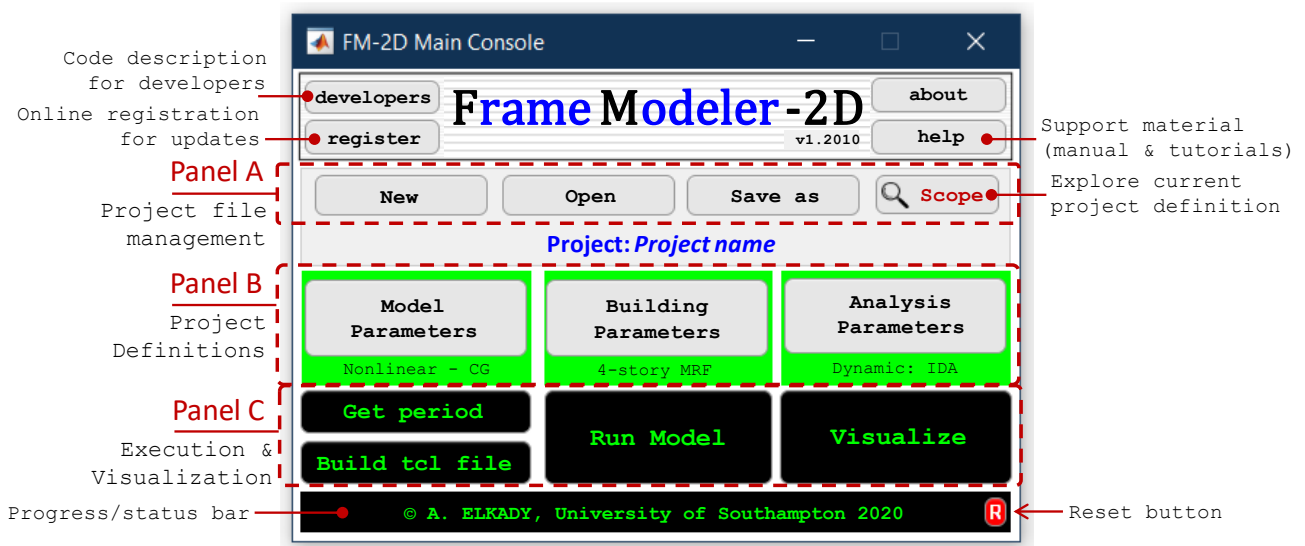 FM-2D Main Console
Code description
for developers
developers
Frame Modeler-2D
about
Online registration
for updates
register
v1.2010
help
Support material
(manual & tutorials)
Panel A
Project file
management
New
Open
Save as
Scope
Explore current
project definition
Project: Project name
Panel B
Project
Definitions
Model
Parameters
Nonlinear - CG
Building
Parameters
4-story MRF
Analysis
Parameters
Dynamic: IDA
Panel C
Execution &
Visualization
Get period
Build tcl file
Run Model
Visualize
Progress/status bar
© A. ELKADY, University of Southampton 2020
R
Reset button